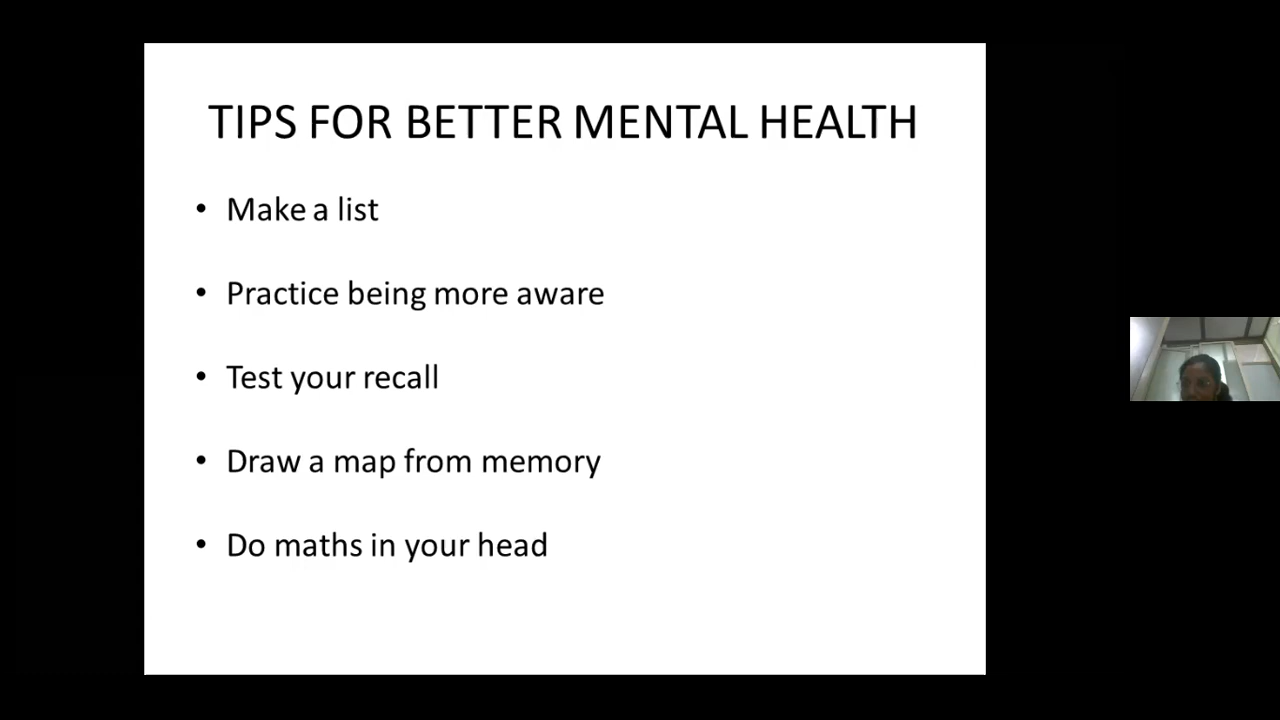 TIPS FOR BETTER MENTAL HEALTH
• Make a list
• Practice being more aware
• Test your recall
• Draw a map from memory
• Do maths in your head